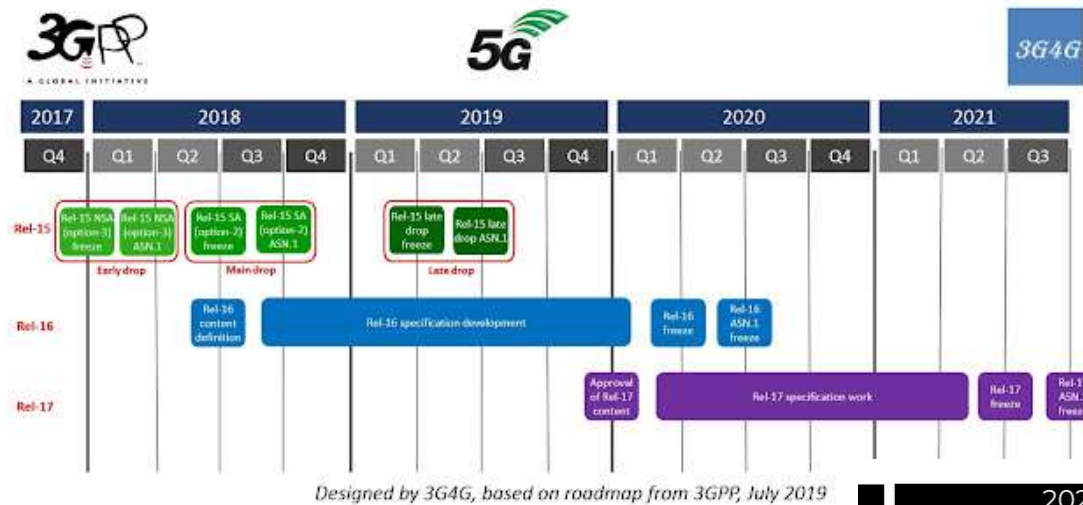 3GPP
A GLOBAL INITIATIVE
5G
3G4G
2017 2018 2019 2020 2021
Q4 Q1 Q2 Q3 Q4 Q1 Q2 Q3 Q4 Q1 Q2 Q3 Q4 Q1 Q2 Q3
Rel-15
Rel-15 NSA
(option-3)
freeze
Rel-15 NSA
(option-3)
ASN.1
Early drop
Rel-15 SA
(option-2)
freeze
Rel-15 SA
(option-2)
ASN.1
Main drop
Rel-15 late
drop
freeze
Rel-15 late
drop ASN.1
Late drop
Rel-16
Rel-16
content
definition
Rel-16 specification development
Rel-16
freeze
Rel-16
ASN.1
freeze
Rel-17
Approval
of Rel-17
content
Rel-17 specification work
Rel-17
freeze
Rel-1
ASN.
freez
Designed by 3G4G, based on roadmap from 3GPP, July 2019
202